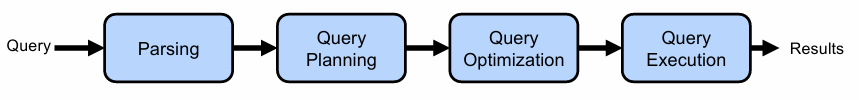 Query
Parsing
Query
Planning
Query
Optimization
Query
Execution
Results